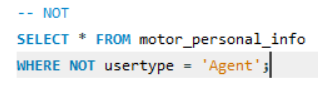 -- NOT
SELECT * FROM motor_personal_info
WHERE NOT usertype = 'Agent';